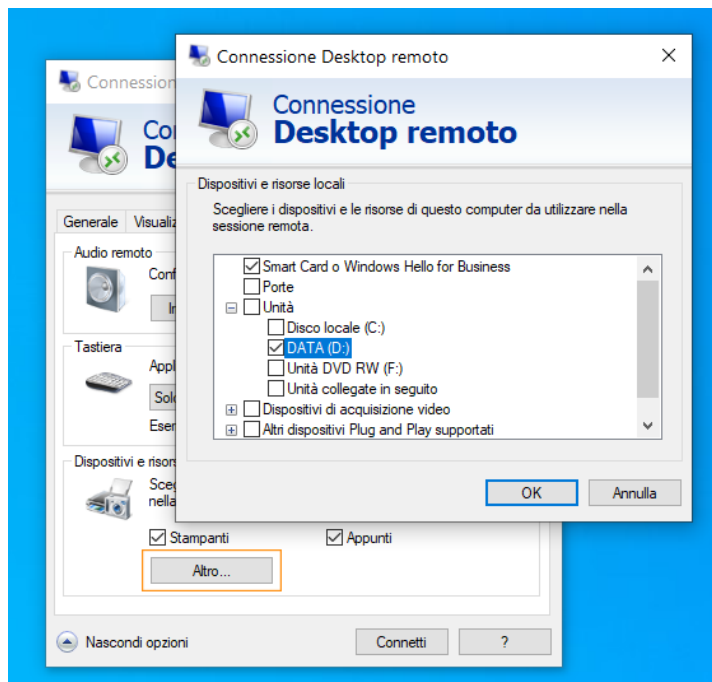 Connessione Desktop remoto
Connessione
Desktop remoto
Dispositivi e risorse locali
Scegliere i dispositivi e le risorse di questo computer da utilizzare nella
sessione remota.
Smart Card o Windows Hello for Business
Porte
Unità
Disco locale (C:)
DATA (D:)
Unità DVD RW (F:)
Unità collegate in seguito
Dispositivi di acquisizione video
Altri dispositivi Plug and Play supportati
OK
Annulla
Connession
Generale
Audio remoto
Tastiera
Stampanti
Appunti
Altro...
Nascondi opzioni
Connetti
?